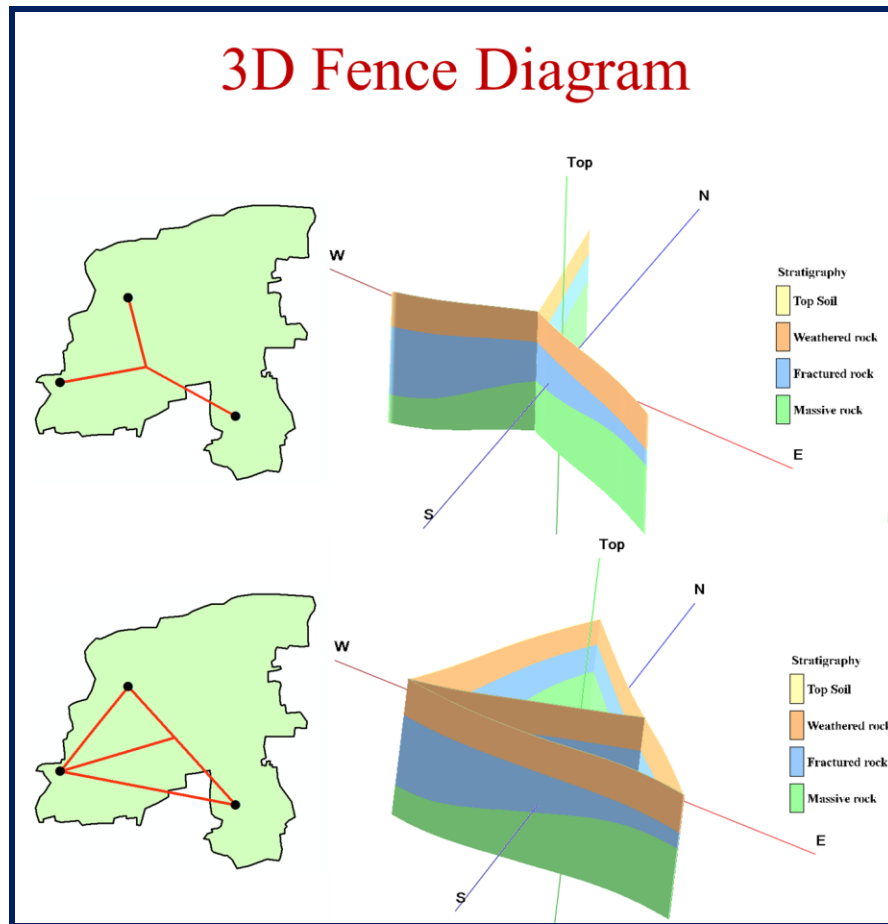 3D Fence Diagram
Top
N
W
Stratigraphy
Top Soil
Weathered rock
Fractured rock
Massive rock
E
S
Top
N
W
Stratigraphy
Top Soil
Weathered rock
Fractured rock
Massive rock
E
S